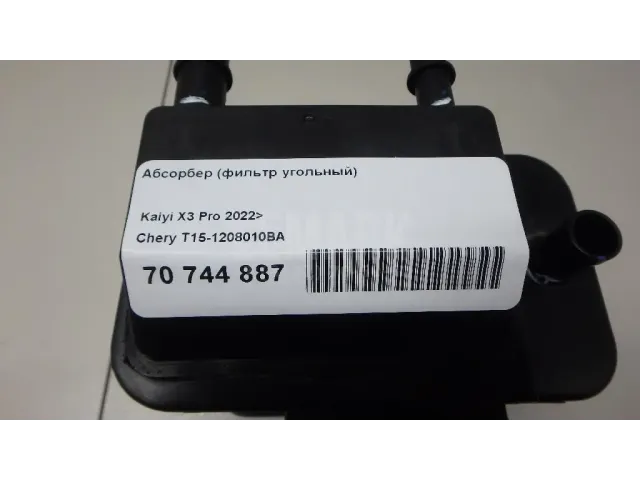 Абсорбер (фильтр угольный)
Kaiyi X3 Pro 2022>
Chery T15-1208010BA
70 744 887